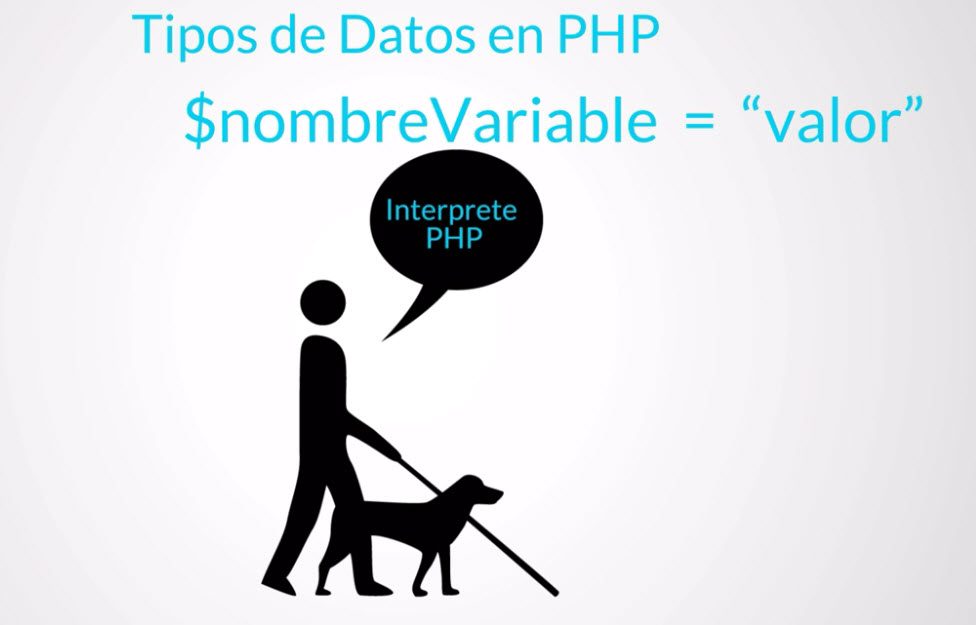 Tipos de Datos en PHP
$nombreVariable = “valor”
Interprete
PHP